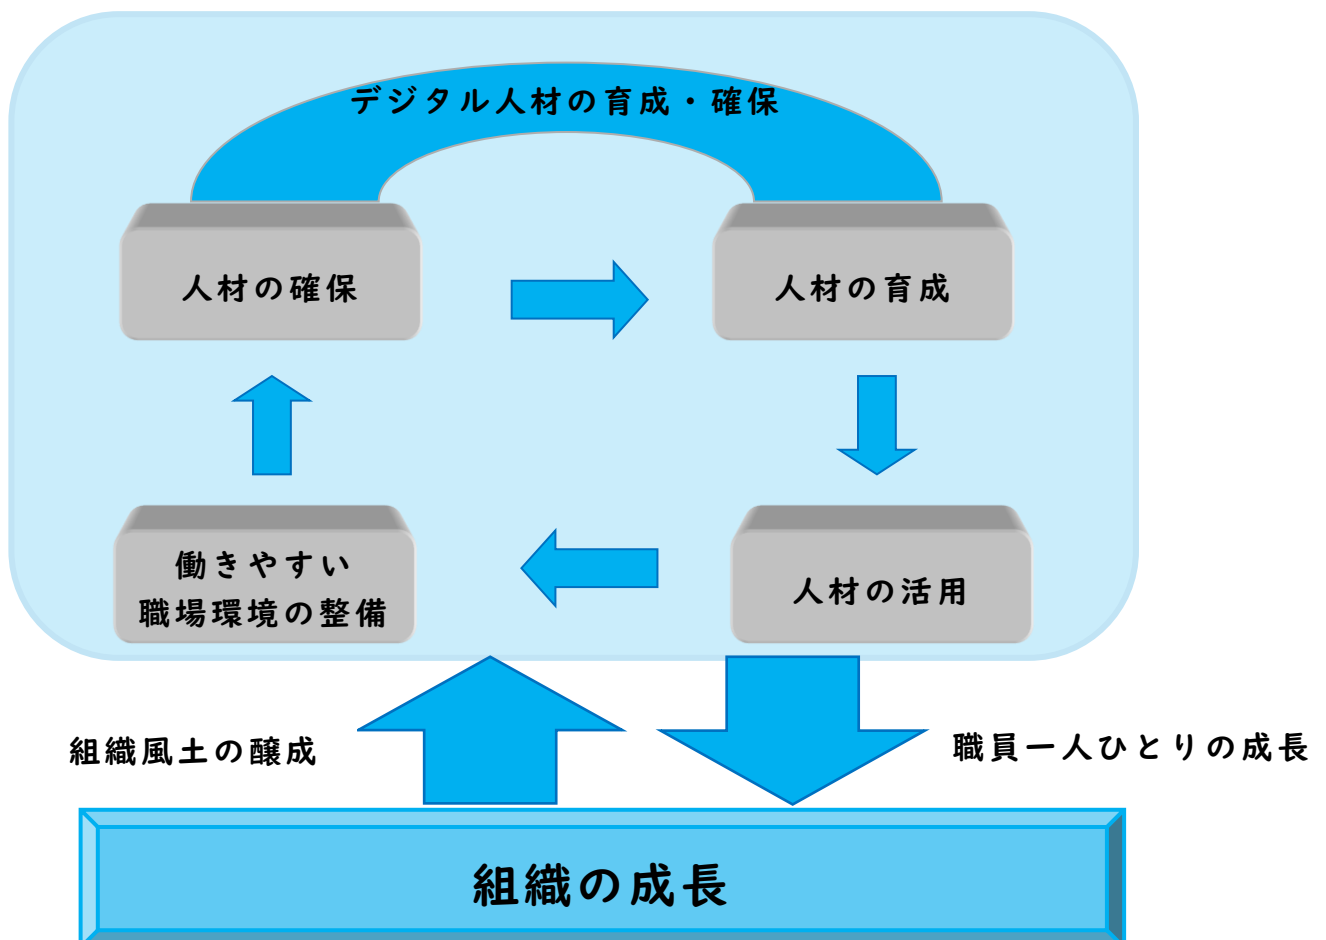 デジタル人材の育成・確保
人材の確保
人材の育成
働きやすい
職場環境の整備
人材の活用
組織風土の醸成
職員一人ひとりの成長
組織の成長